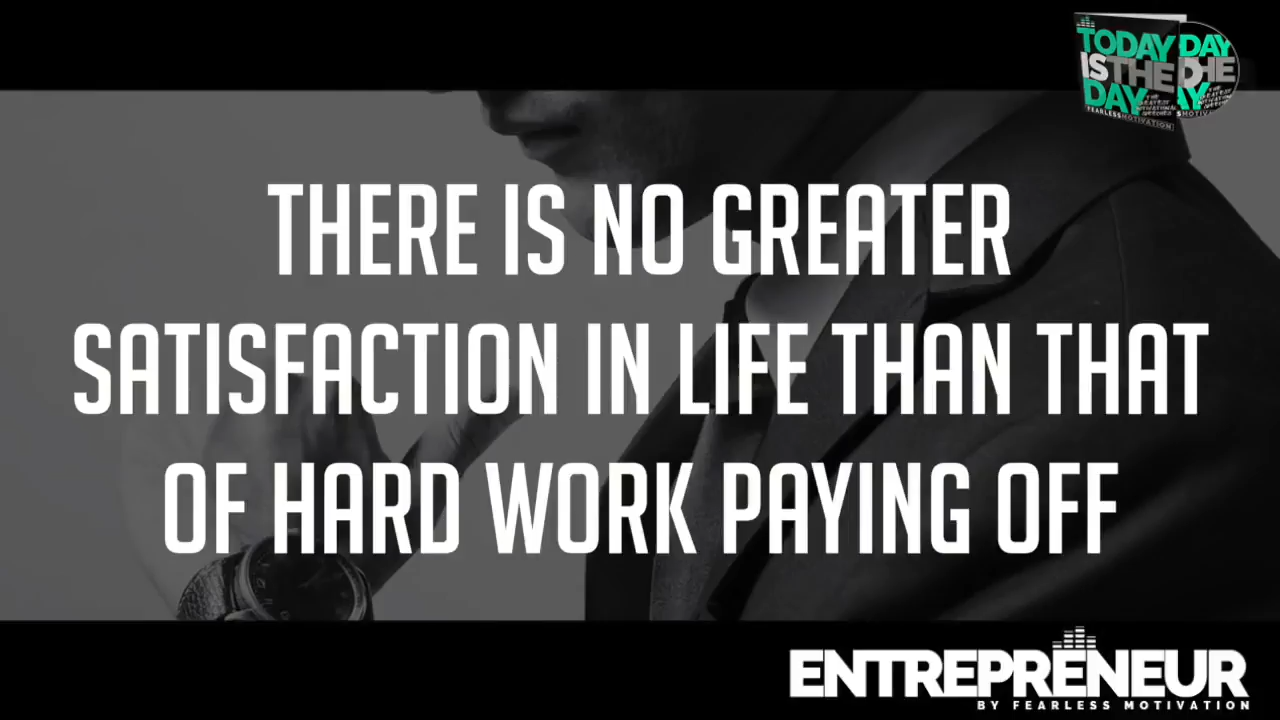 TODAY
IS THE
DAY
FEARLESS MOTIVATION
THERE IS NO GREATER
SATISFACTION IN LIFE THAN THAT
OF HARD WORK PAYING OFF
ENTREPRENEUR
BY FEARLESS MOTIVATION